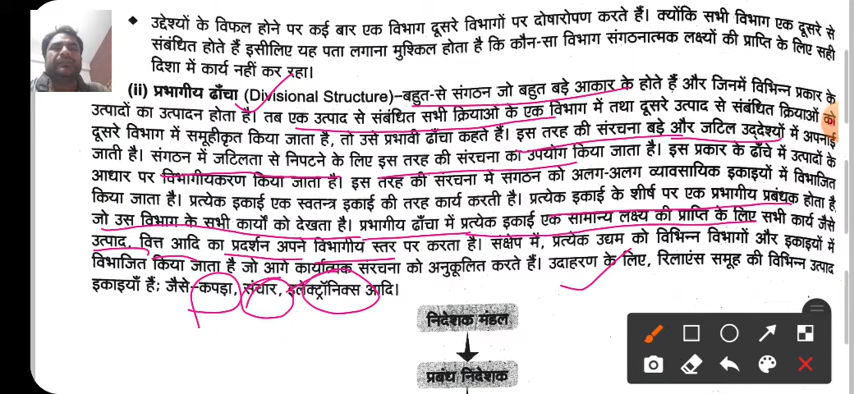 ◆ उद्देश्यों के विफल होने पर कई बार एक विभाग दूसरे विभागों पर दोषारोपण करते हैं। क्योंकि सभी विभाग एक दूसरे से
संबंधित होते हैं इसीलिए यह पता लगाना मुश्किल होता है कि कौन-सा विभाग संगठनात्मक लक्ष्यों की प्राप्ति के लिए सही
दिशा में कार्य नहीं कर रहा।
(ii) प्रभागीय ढाँचा (Divisional Structure)–बहुत-से संगठन जो बहुत बड़े आकार के होते हैं और जिनमें विभिन्न प्रकार के
उत्पादों का उत्पादन होता है। तब एक उत्पाद से संबंधित सभी क्रियाओं के एक विभाग में तथा दूसरे उत्पाद से संबंधित क्रियाओं को
दूसरे विभाग में समूहीकृत किया जाता है, तो उसे प्रभावी ढाँचा कहते हैं। इस तरह की संरचना बड़े और जटिल उद्देश्यों में अपनाई
जाती है। संगठन में जटिलता से निपटने के लिए इस तरह की संरचना का उपयोग किया जाता है। इस प्रकार के ढाँचे में उत्पादों के
आधार पर विभागीयकरण किया जाता है। इस तरह की संरचना में संगठन को अलग-अलग व्यावसायिक इकाइयों में विभाजित
किया जाता है। प्रत्येक इकाई एक स्वतन्त्र इकाई की तरह कार्य करती है। प्रत्येक इकाई के शीर्ष पर एक प्रभागीय प्रबंधक होता है
जो उस विभाग के सभी कार्यों को देखता है। प्रभागीय ढाँचा में प्रत्येक इकाई एक सामान्य लक्ष्य की प्राप्ति के लिए सभी कार्य जैसे
उत्पाद, वित्त आदि का प्रदर्शन अपने विभागीय स्तर पर करता है। संक्षेप में, प्रत्येक उद्यम को विभिन्न विभागों और इकाइयों में
विभाजित किया जाता है जो आगे कार्यात्मक संरचना को अनुकूलित करते हैं। उदाहरण के लिए, रिलाएंस समूह की विभिन्न उत्पाद
इकाइयाँ हैं; जैसे–कपड़ा, संचार, इलेक्ट्रॉनिक्स आदि।
निदेशक मंडल
प्रबंध निदेशक